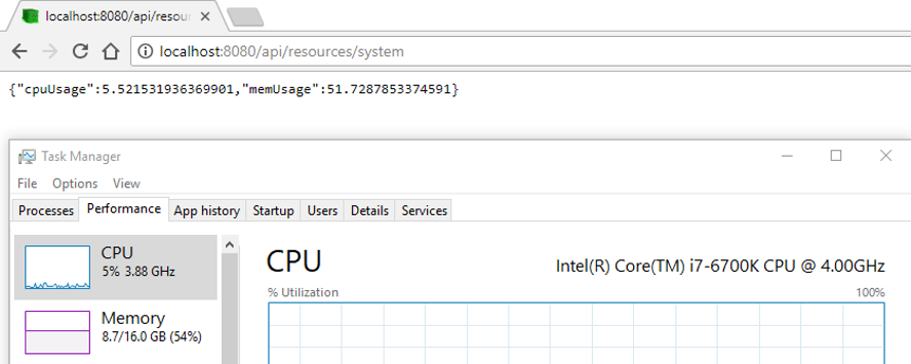 localhost:8080/api/resou
localhost:8080/api/resources/system
{"cpuUsage":5.521531936369901,"memUsage":51.7287853374591}
Task Manager
File Options View
Processes Performance App history Startup Users Details Services
CPU
5% 3.88 GHz
Memory
8.7/16.0 GB (54%)
CPU
Intel(R) Core(TM) i7-6700K CPU @ 4.00GHz
% Utilization
100%